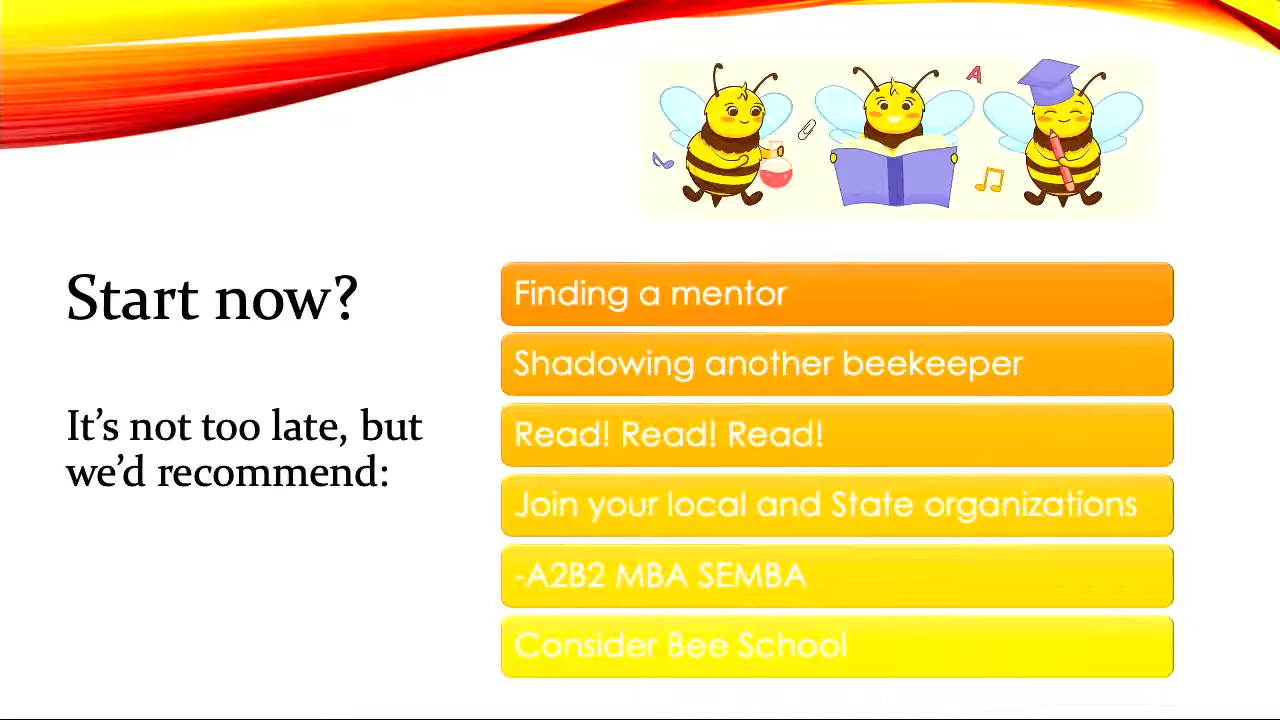 A
Start now?
It's not too late, but
we'd recommend:
Finding a mentor
Shadowing another beekeeper
Read! Read! Read!
Join your local and State organizations
-A2B2 MBA SEMBA
Consider Bee School